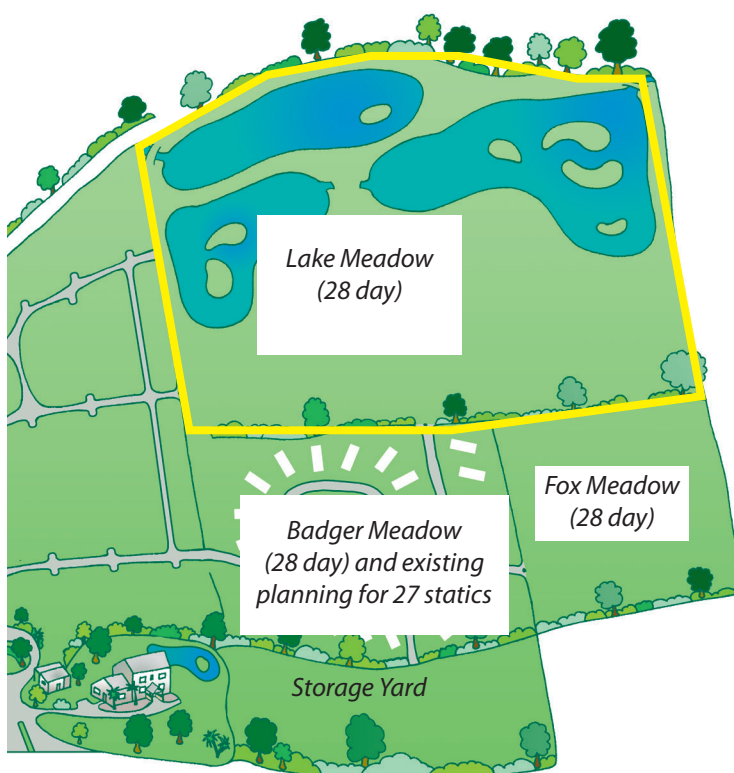 Lake Meadow
(28 day)
Fox Meadow
(28 day)
Badger Meadow
(28 day) and existing
planning for 27 statics
Storage Yard